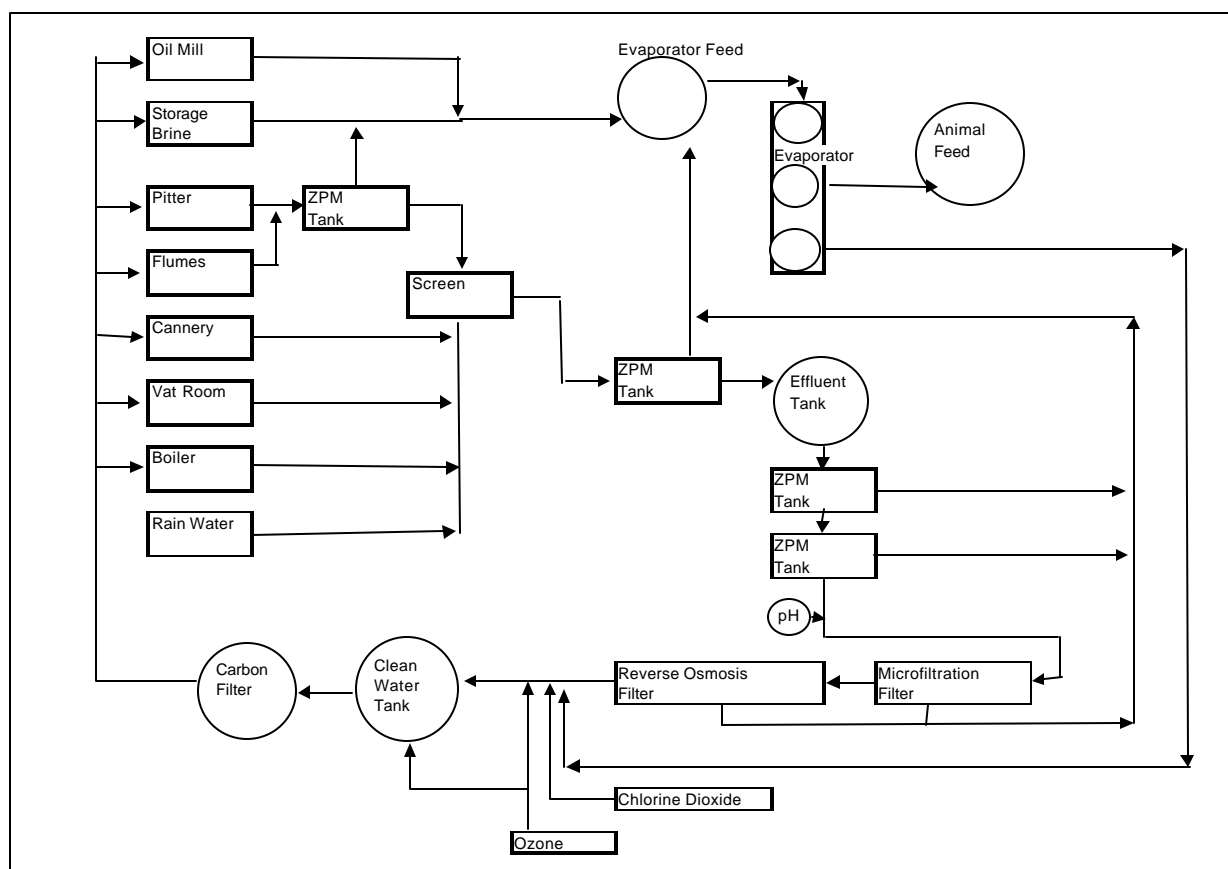 Oil Mill
Evaporator Feed
Storage
Brine
Animal
Feed
Evaporator
Pitter
ZPM
Tank
Flumes
Screen
Cannery
ZPM
Tank
Effluent
Tank
Vat Room
Boiler
ZPM
Tank
Rain Water
ZPM
Tank
pH
Carbon
Filter
Clean
Water
Tank
Reverse Osmosis
Filter
Microfiltration
Filter
Chlorine Dioxide
Ozone